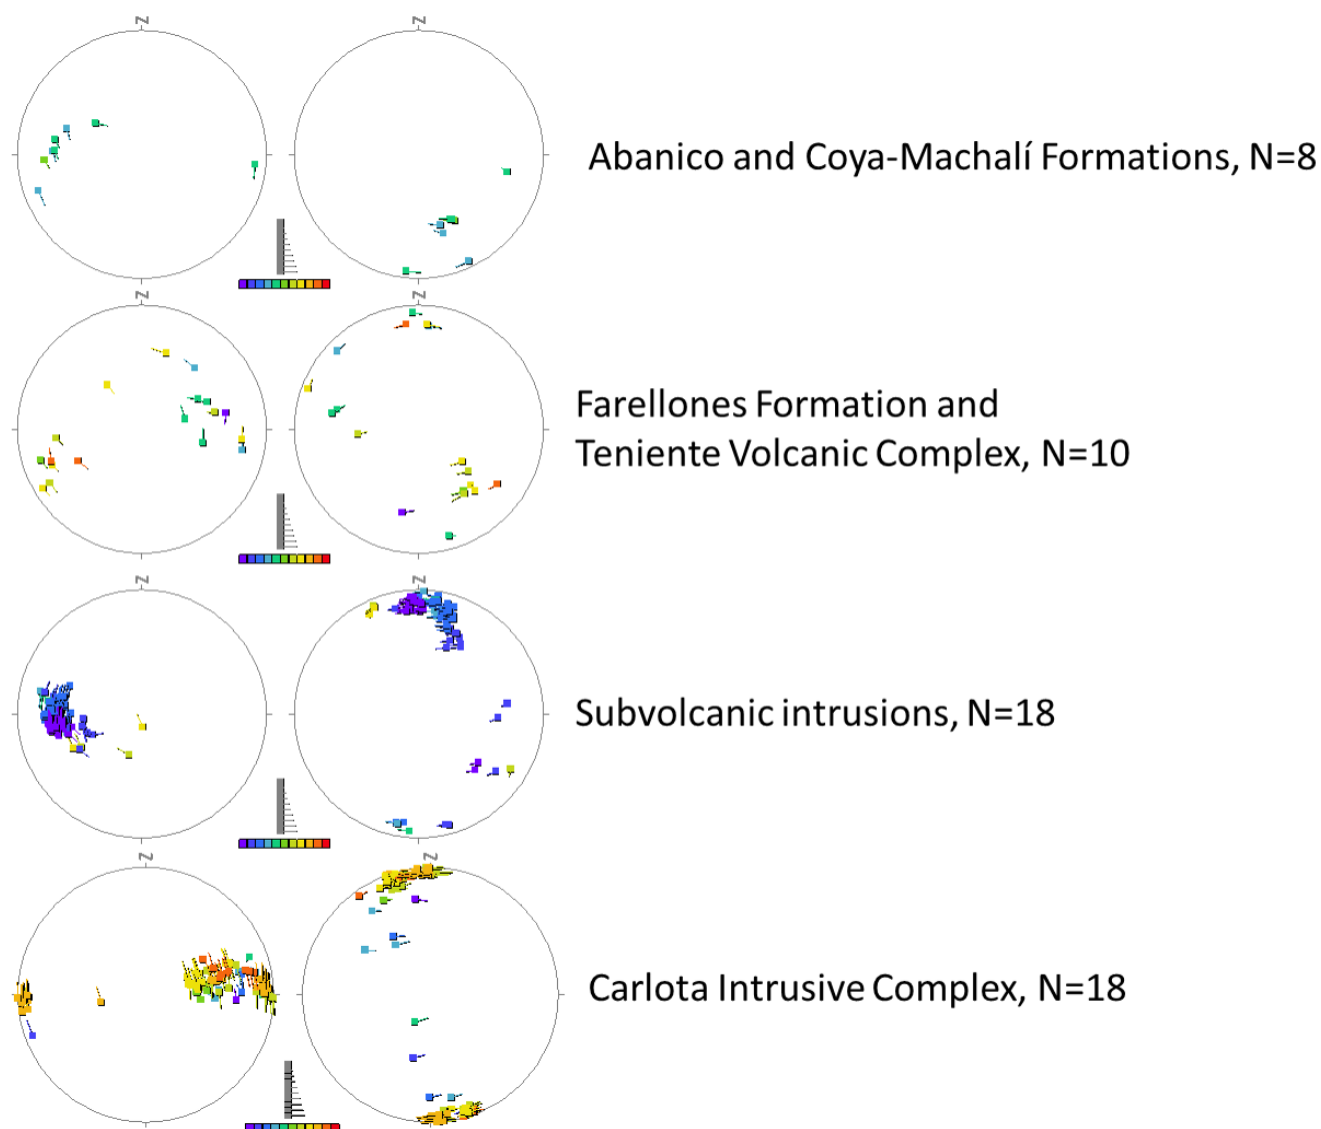 N N
Abanico and Coya-Machalí Formations, N=8
N N
Farellones Formation and
Teniente Volcanic Complex, N=10
N N
Subvolcanic intrusions, N=18
N N
Carlota Intrusive Complex, N=18